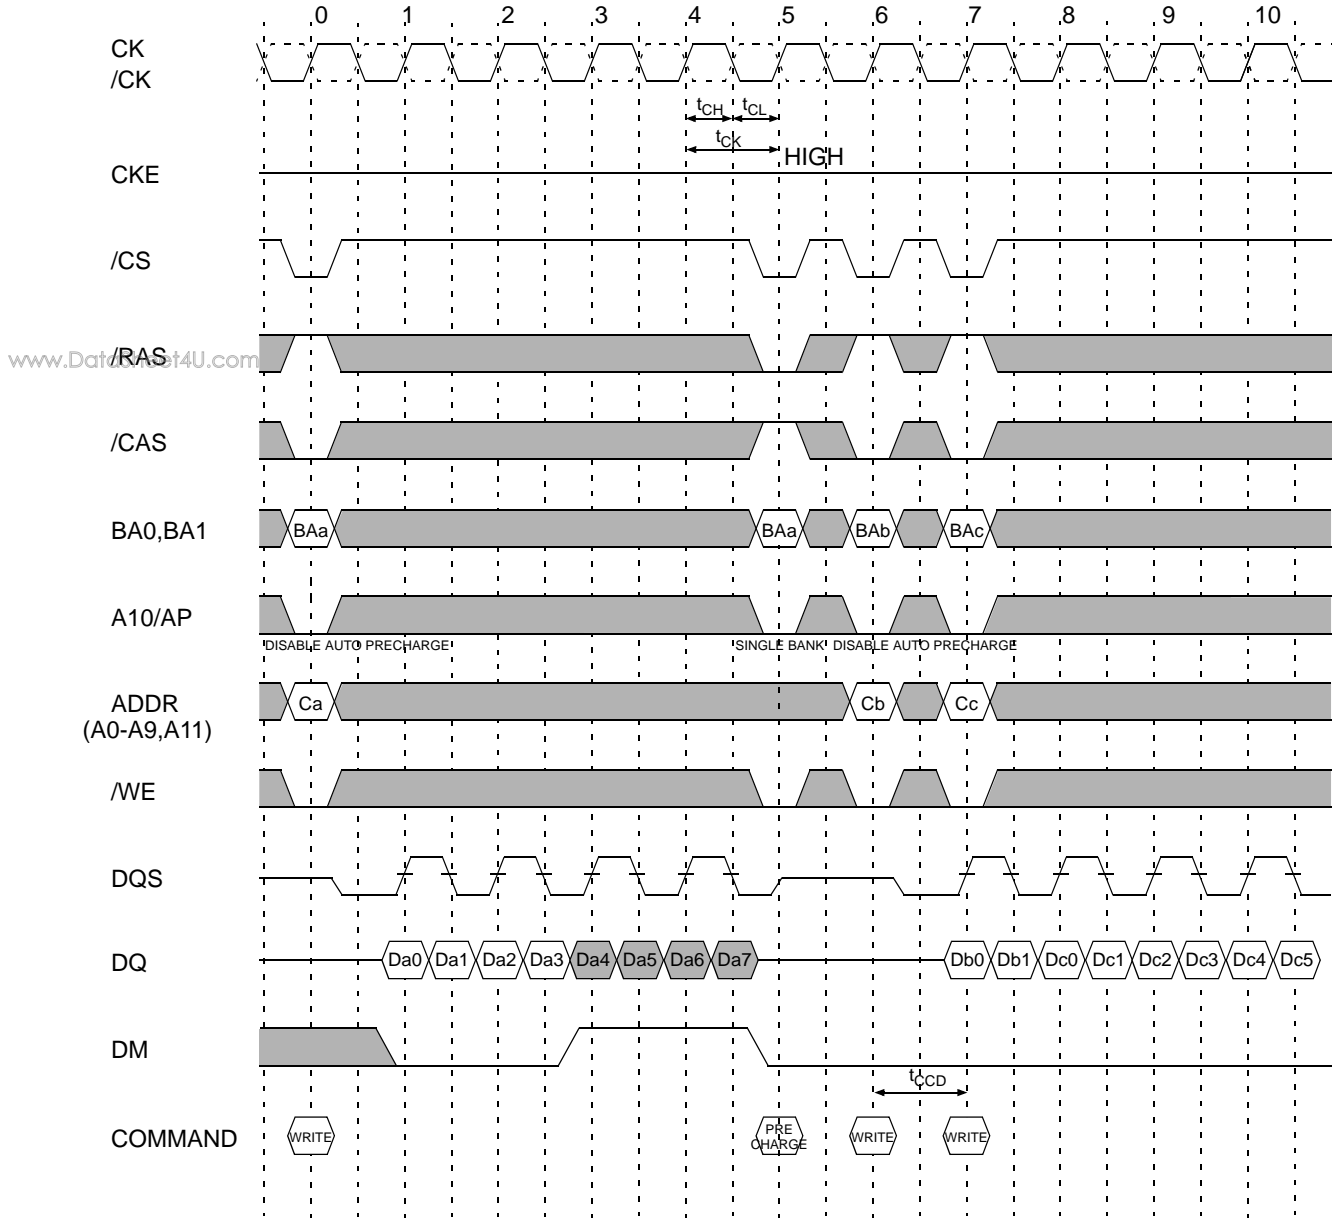 0 1 2 3 4 5 6 7 8 9 10
CK
/CK
tCH tCL
tCK
HIGH
CKE
/CS
www.Datasheet4U.com
/RAS
/CAS
BA0,BA1 BAa BAa BAb BAc
A10/AP
DISABLE AUTO PRECHARGE SINGLE BANK DISABLE AUTO PRECHARGE
ADDR Ca Cb Cc
(A0-A9,A11)
/WE
DQS
DQ Da0 Da1 Da2 Da3 Da4 Da5 Da6 Da7 Db0 Db1 Dc0 Dc1 Dc2 Dc3 Dc4 Dc5
DM
tCCD
COMMAND WRITE PRE CHARGE WRITE WRITE